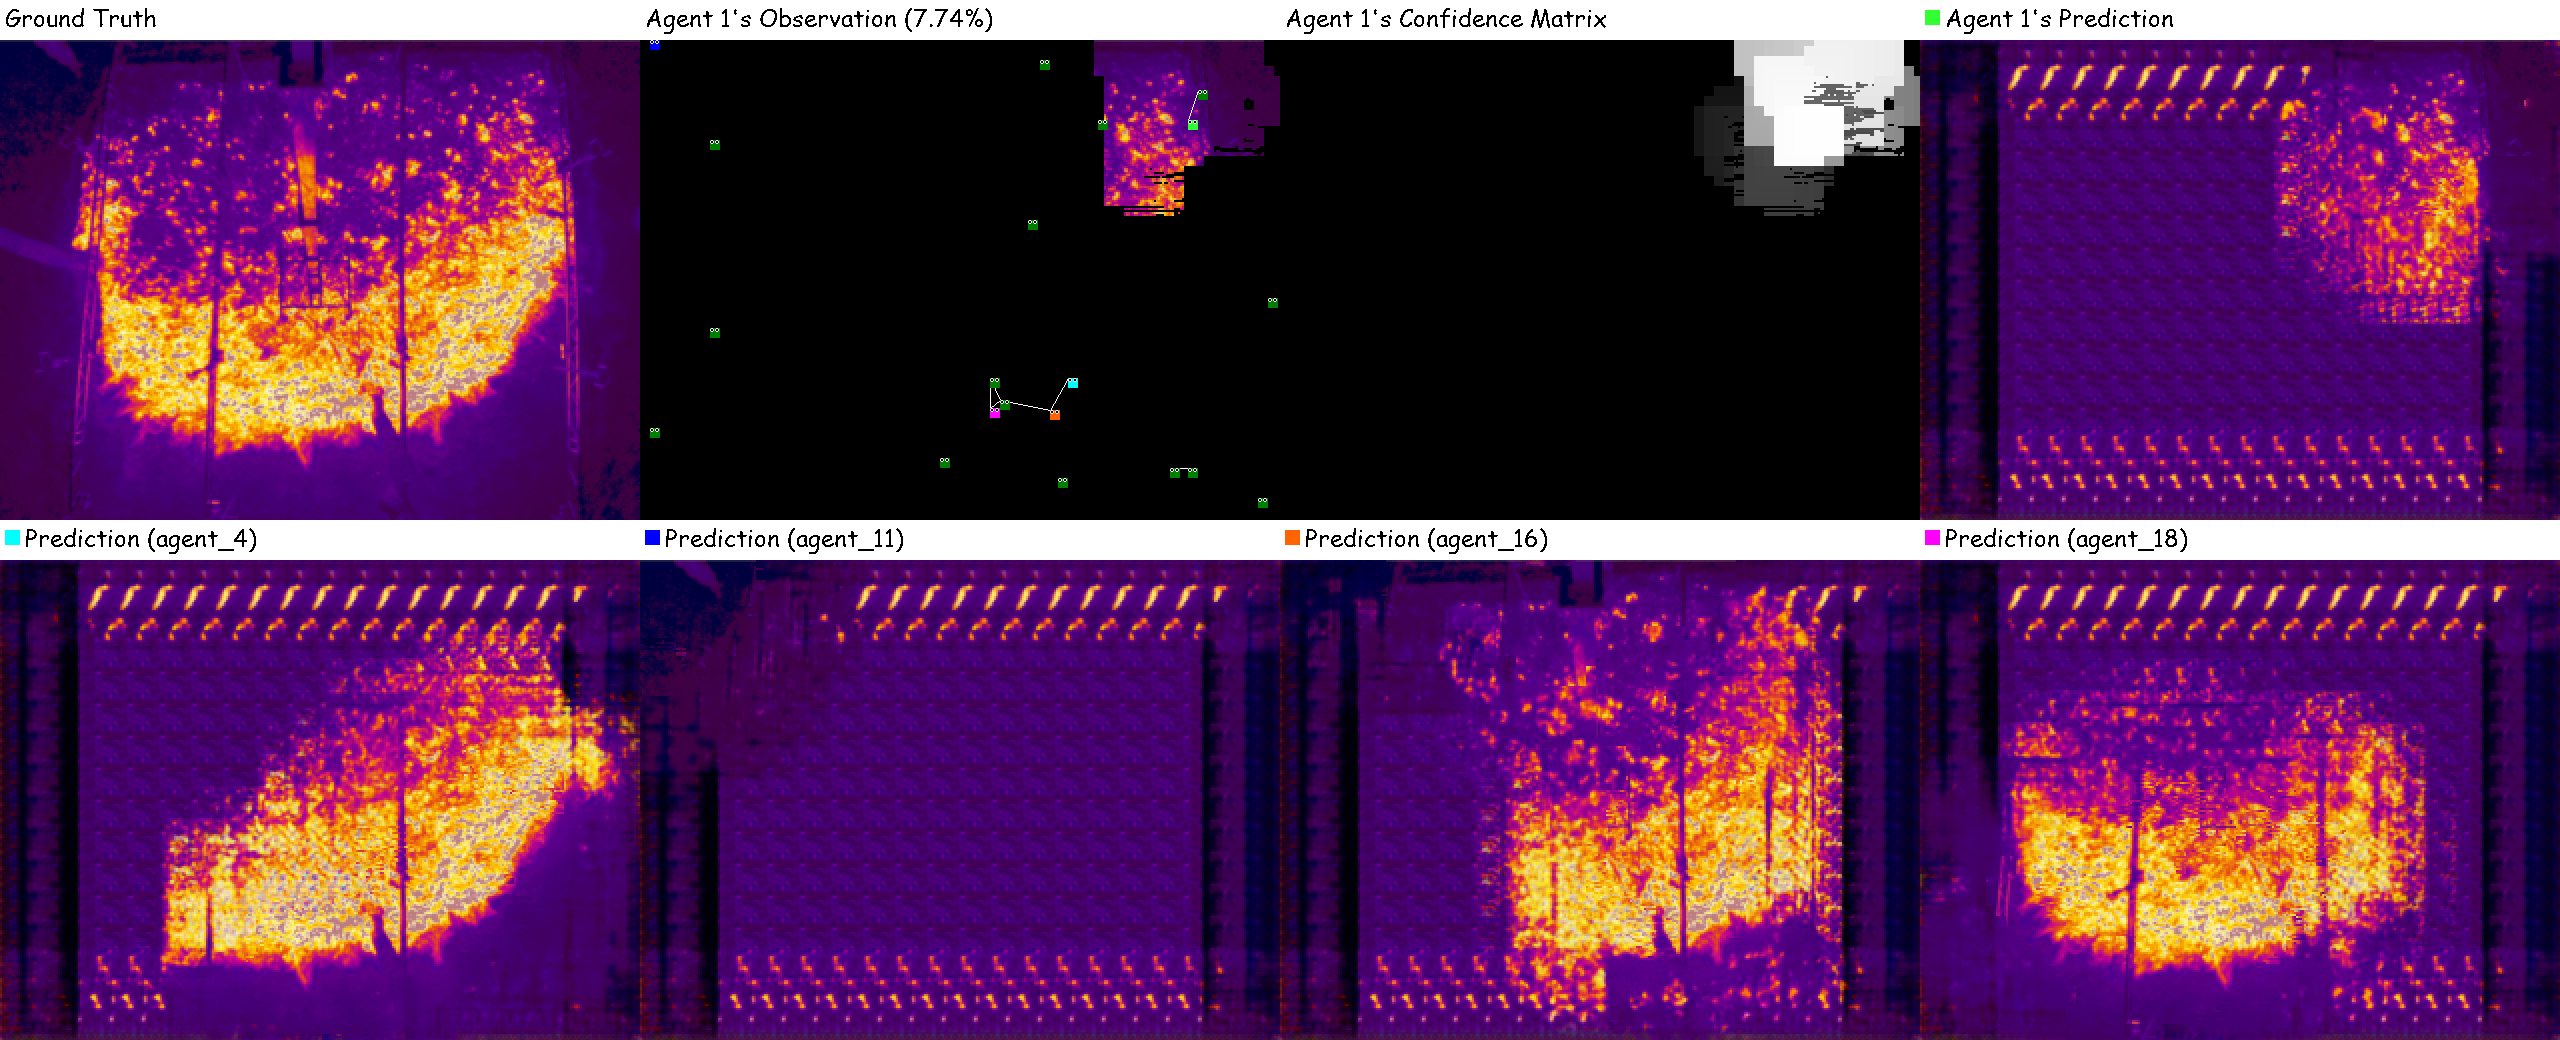 Ground Truth
Agent 1's Observation (7.74%)
Agent 1's Confidence Matrix
Agent 1's Prediction
Prediction (agent_4)
Prediction (agent_11)
Prediction (agent_16)
Prediction (agent_18)